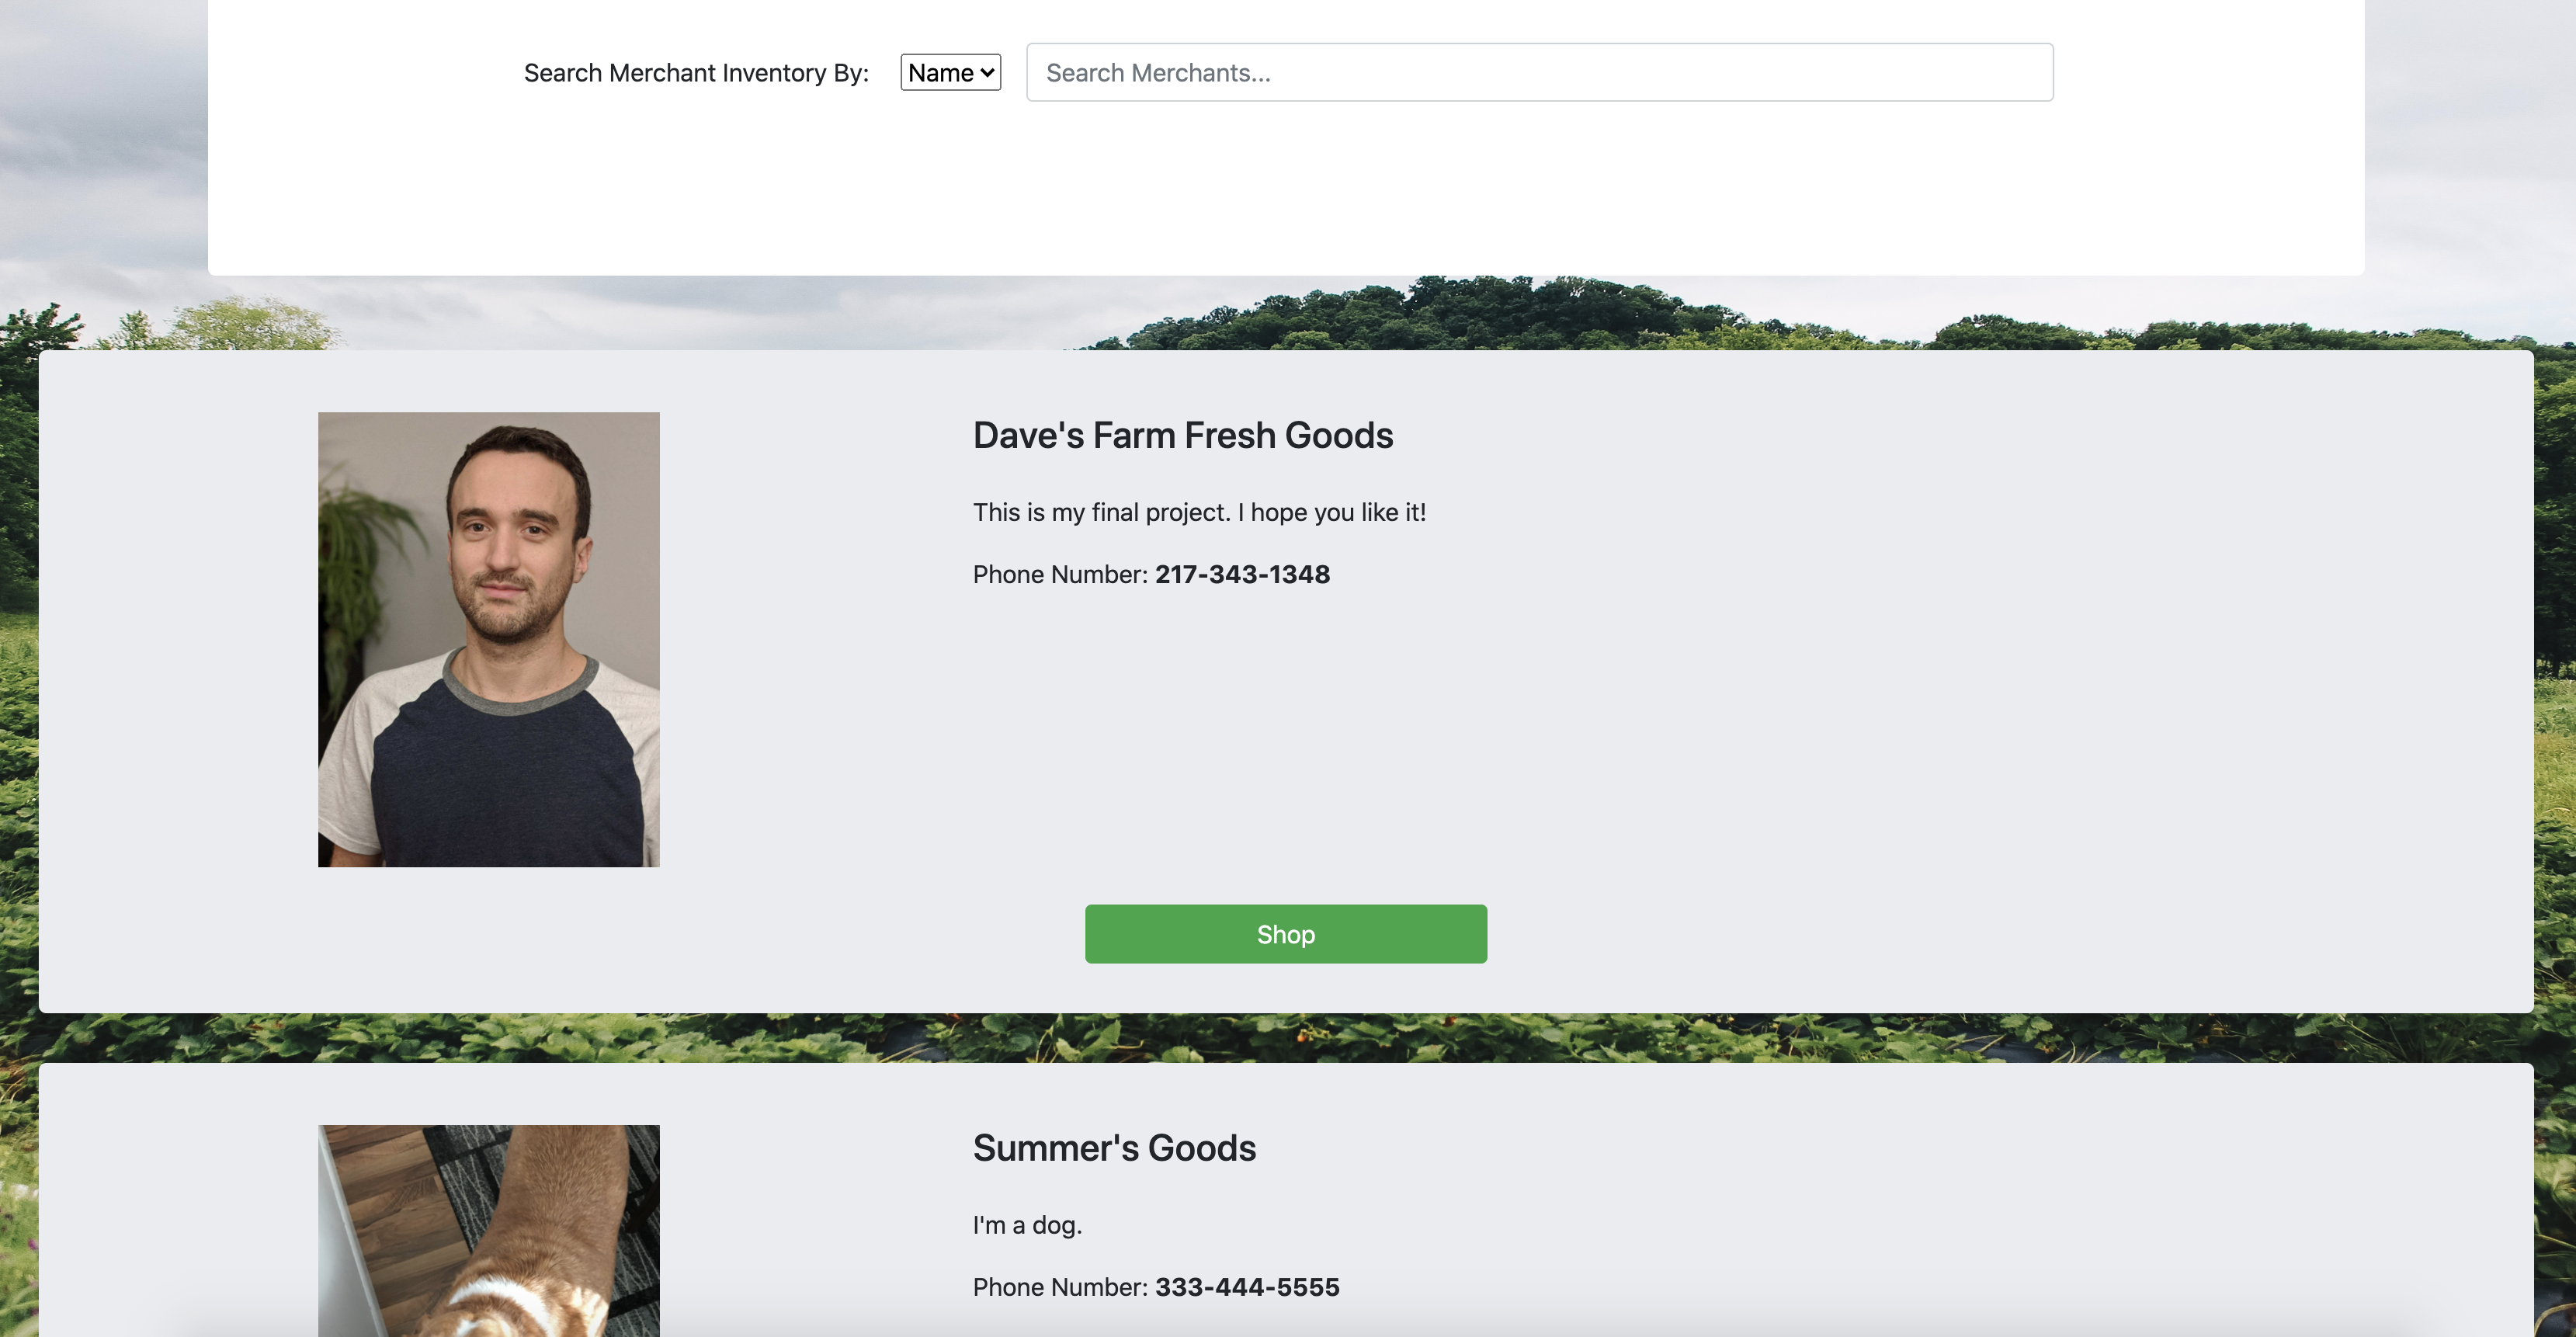 Search Merchant Inventory By: Name Search Merchants...
Dave's Farm Fresh Goods
This is my final project. I hope you like it!
Phone Number: 217-343-1348
Shop
Summer's Goods
I'm a dog.
Phone Number: 333-444-5555